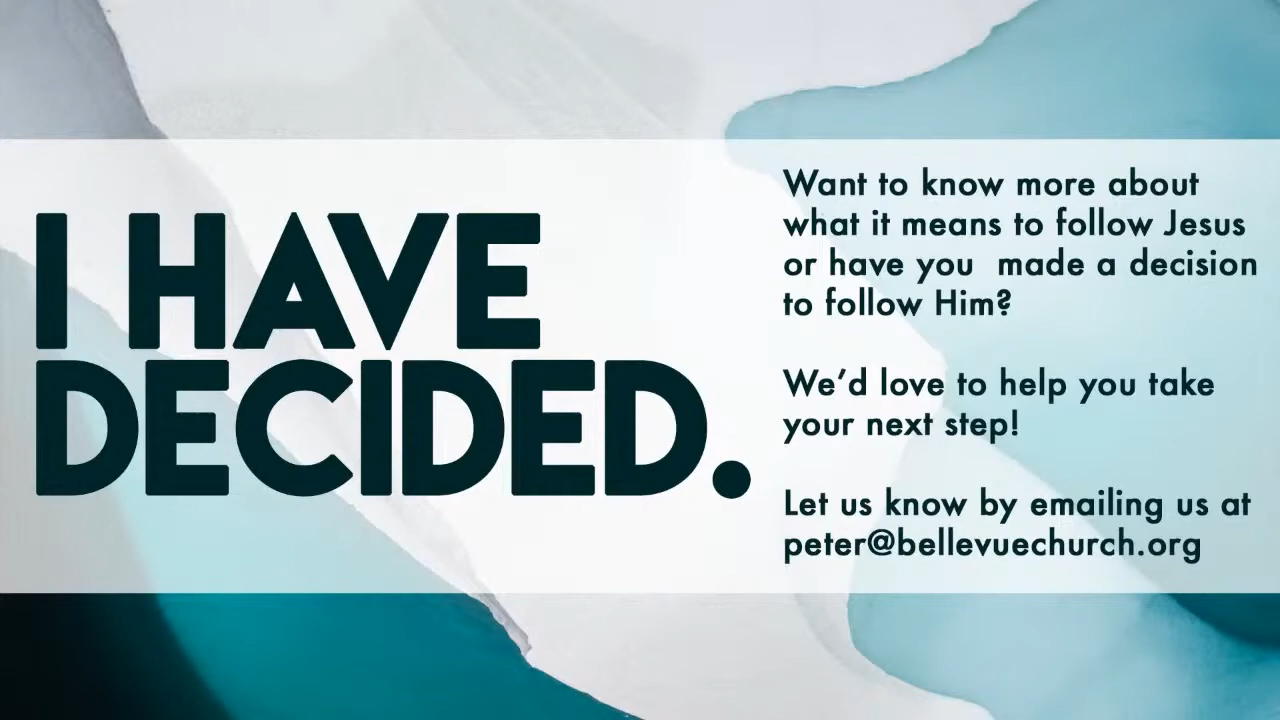 I HAVE
DECIDED.
Want to know more about
what it means to follow Jesus
or have you  made a decision
to follow Him?
We’d love to help you take
your next step!
Let us know by emailing us at
peter@bellevuechurch.org